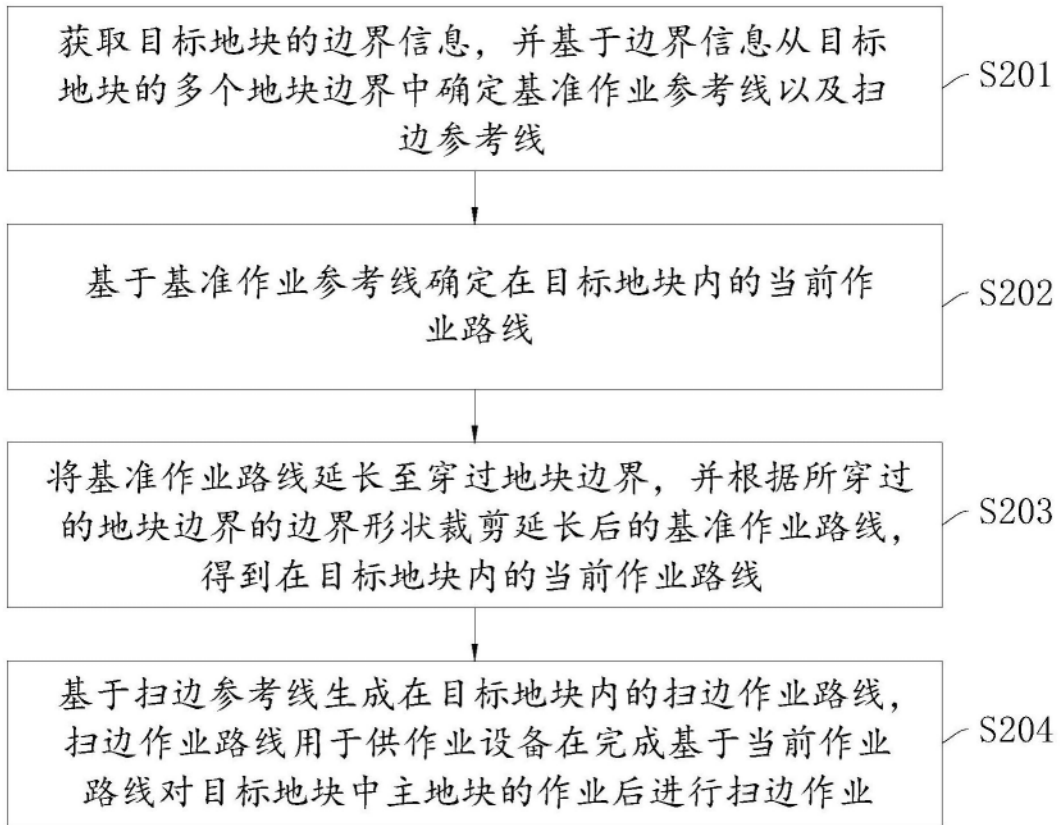 获取目标地块的边界信息，并基于边界信息从目标
地块的多个地块边界中确定基准作业参考线以及扫
边参考线
S201
基于基准作业参考线确定在目标地块内的当前作
业路线
S202
将基准作业路线延长至穿过地块边界，并根据所穿过
的地块边界的边界形状裁剪延长后的基准作业路线，
得到在目标地块内的当前作业路线
S203
基于扫边参考线生成在目标地块内的扫边作业路线，
扫边作业路线用于供作业设备在完成基于当前作业
路线对目标地块中主地块的作业后进行扫边作业
S204